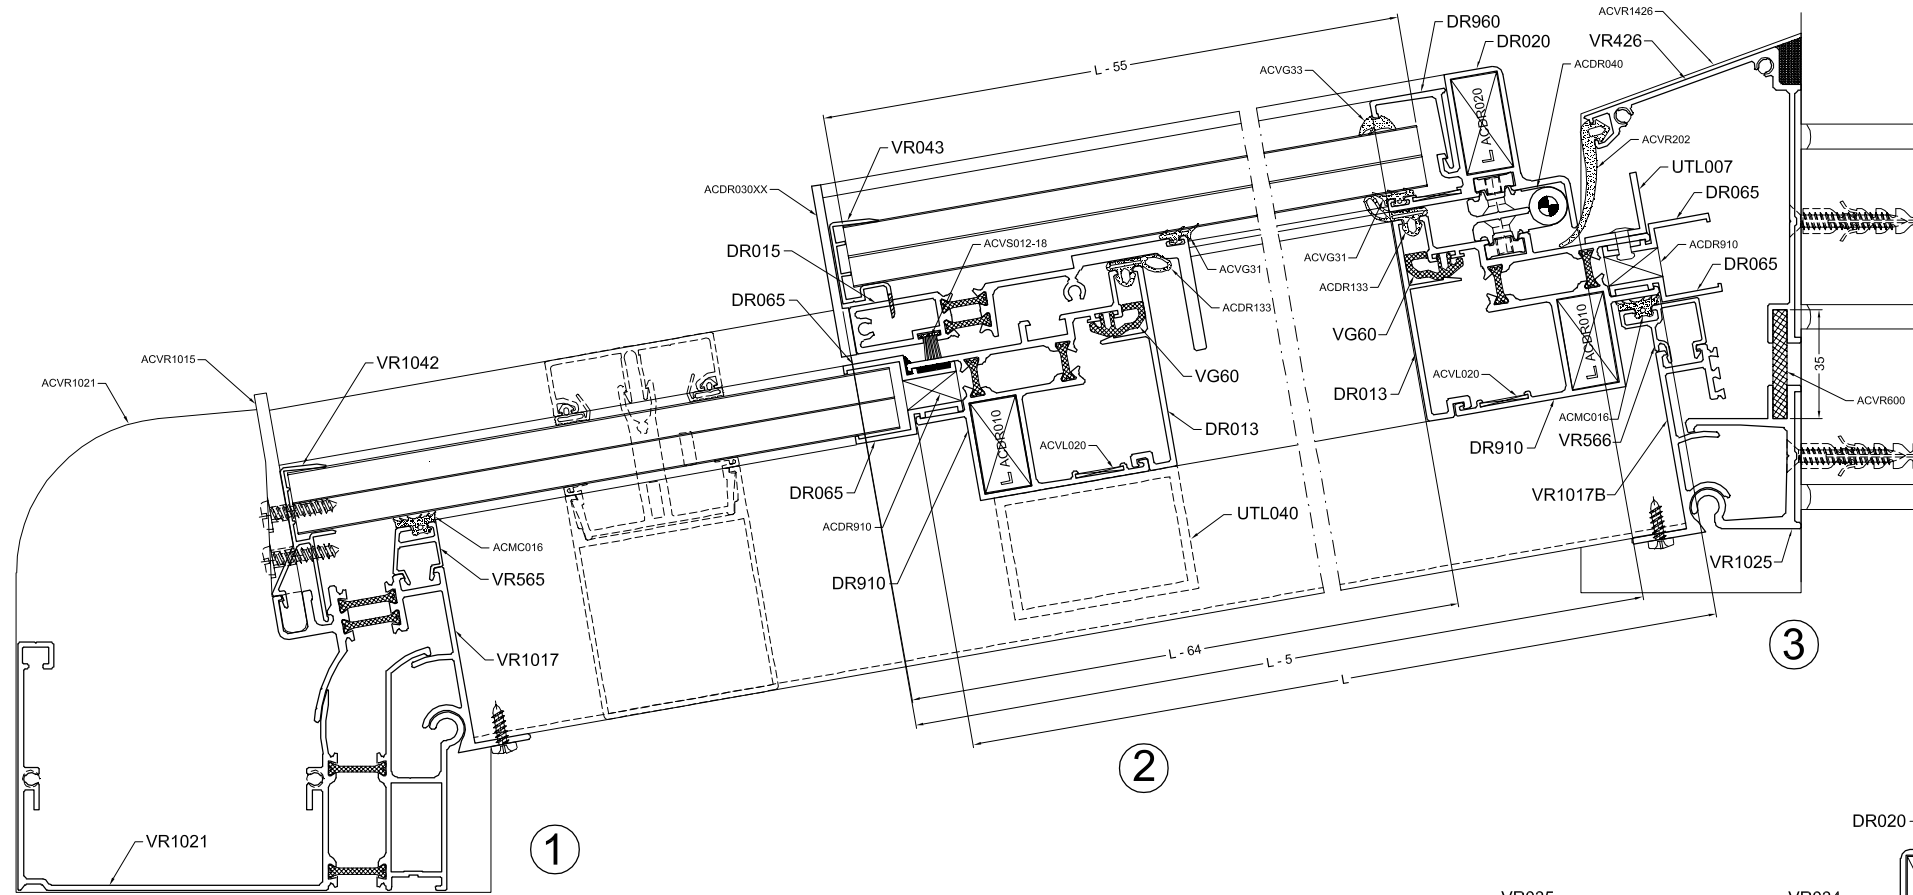 ACVR1426
VR426
DR960
DR020
ACDR040
L - 55
ACVG33
L ACDR020
ACVR202
UTL007
DR065
VR043
ACDR030XX
DR015
ACVS012-18
ACVG31
ACVG31
ACDR910
DR065
DR065
ACDR133
ACDR133
VG60
VG60
L ACDR010
ACVR1015
VR1042
ACVR1021
35
ACVL020
DR013
ACVR600
DR013
ACMC016
VR566
DR910
L ACDR010
ACVL020
DR065
VR1017B
ACDR910
UTL040
ACMC016
VR565
DR910
VR1025
VR1017
L - 64
L - 5
L
3
2
1
VR1021
DR020